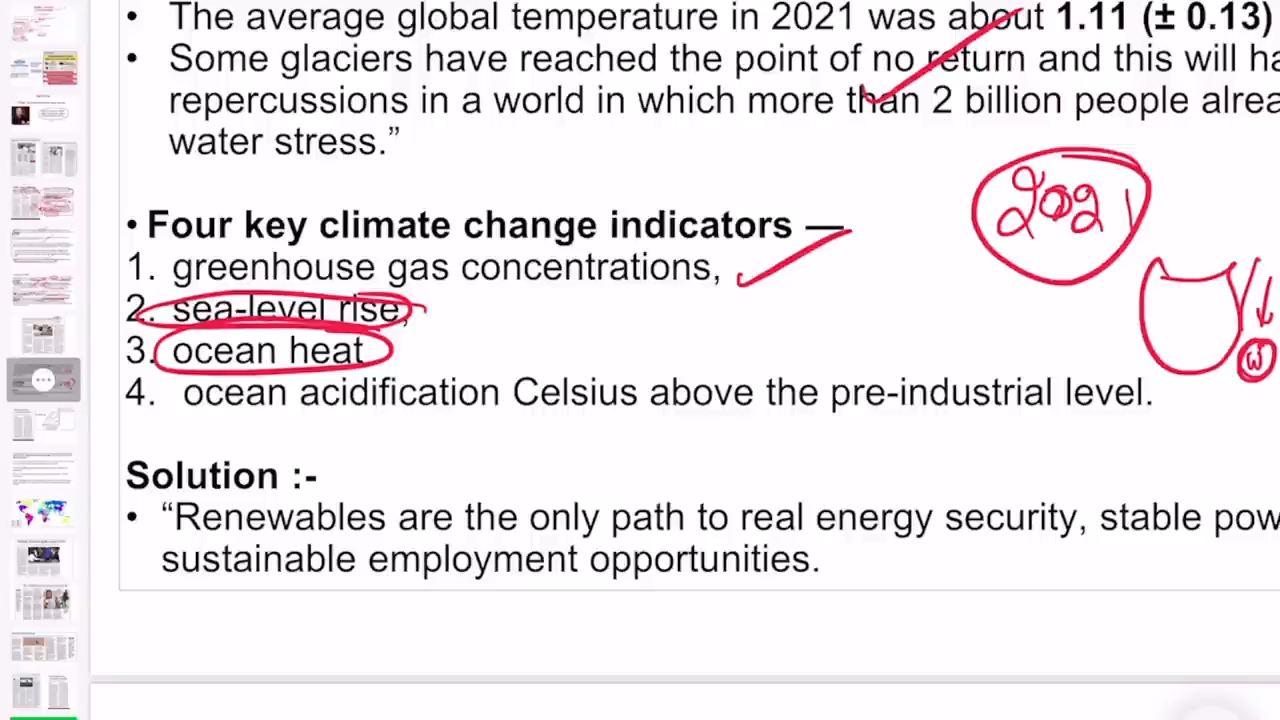 • The average global temperature in 2021 was about 1.11 (± 0.13)
• Some glaciers have reached the point of no return and this will ha
repercussions in a world in which more than 2 billion people alrea
water stress.”
2021
• Four key climate change indicators —
1. greenhouse gas concentrations,
2. sea-level rise,
3. ocean heat
W
4. ocean acidification Celsius above the pre-industrial level.
Solution :-
• “Renewables are the only path to real energy security, stable pow
sustainable employment opportunities.